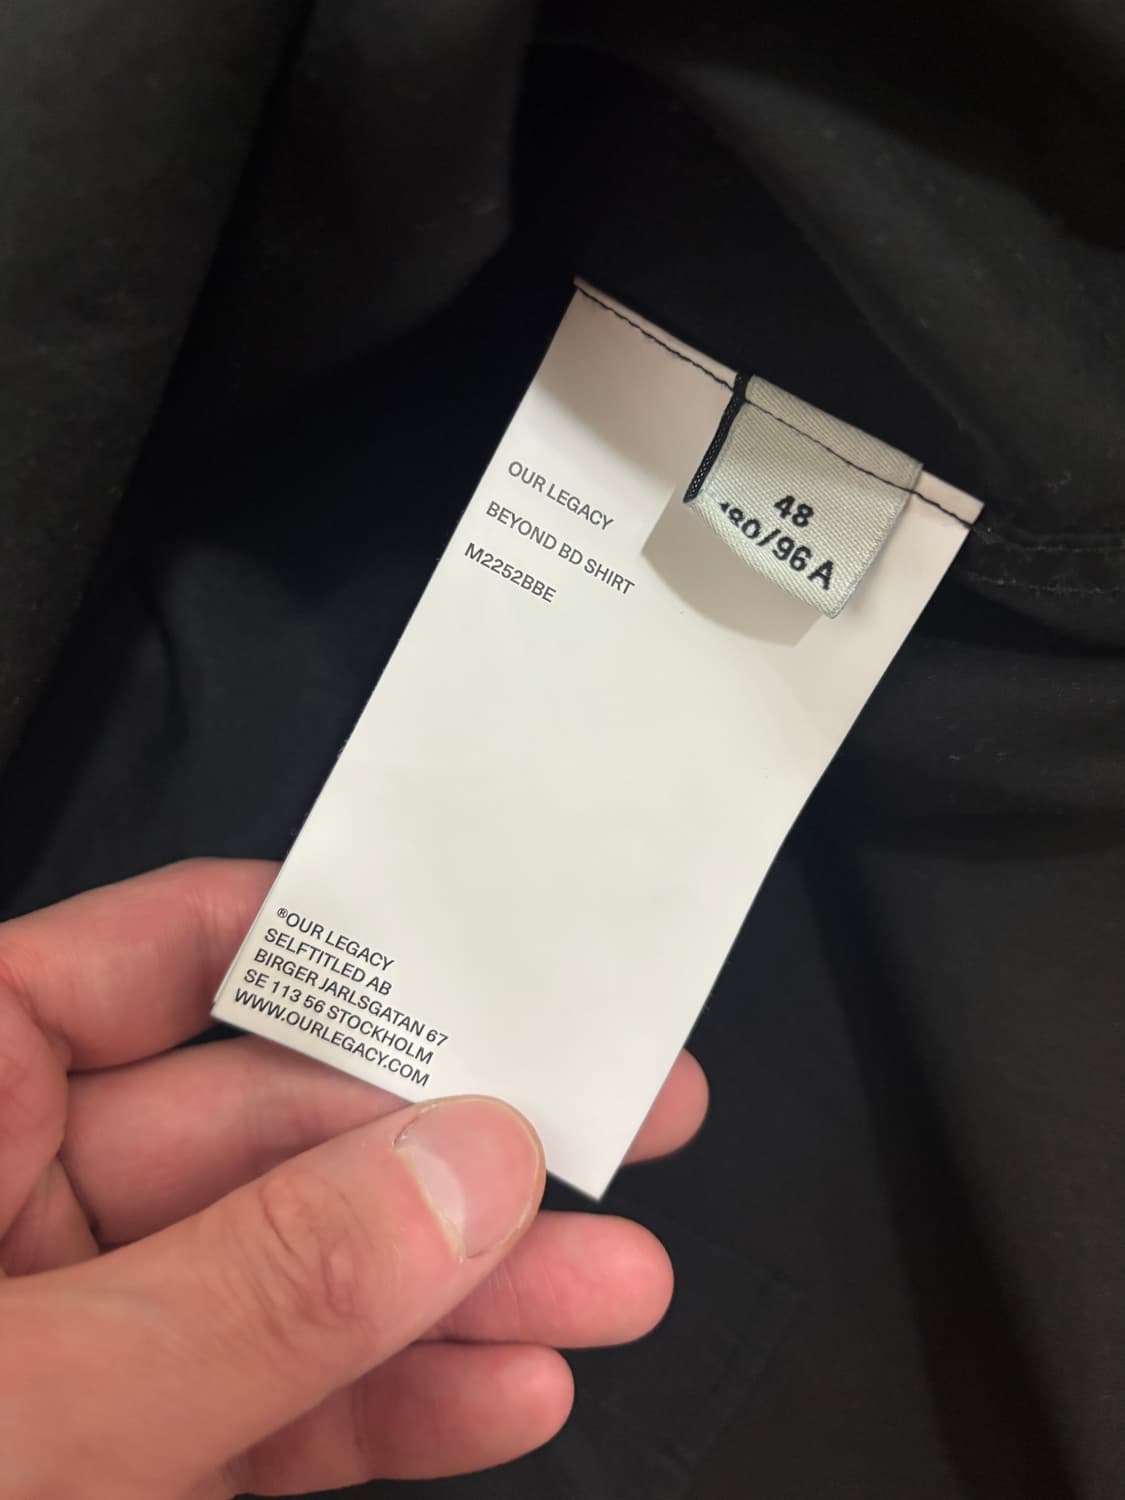 OUR LEGACY
BEYOND BD SHIRT
M2252BBE
48
180/96 A
®OUR LEGACY
SELFTITLED AB
BIRGER JARLSGATAN 67
SE 113 56 STOCKHOLM
WWW.OURLEGACY.COM